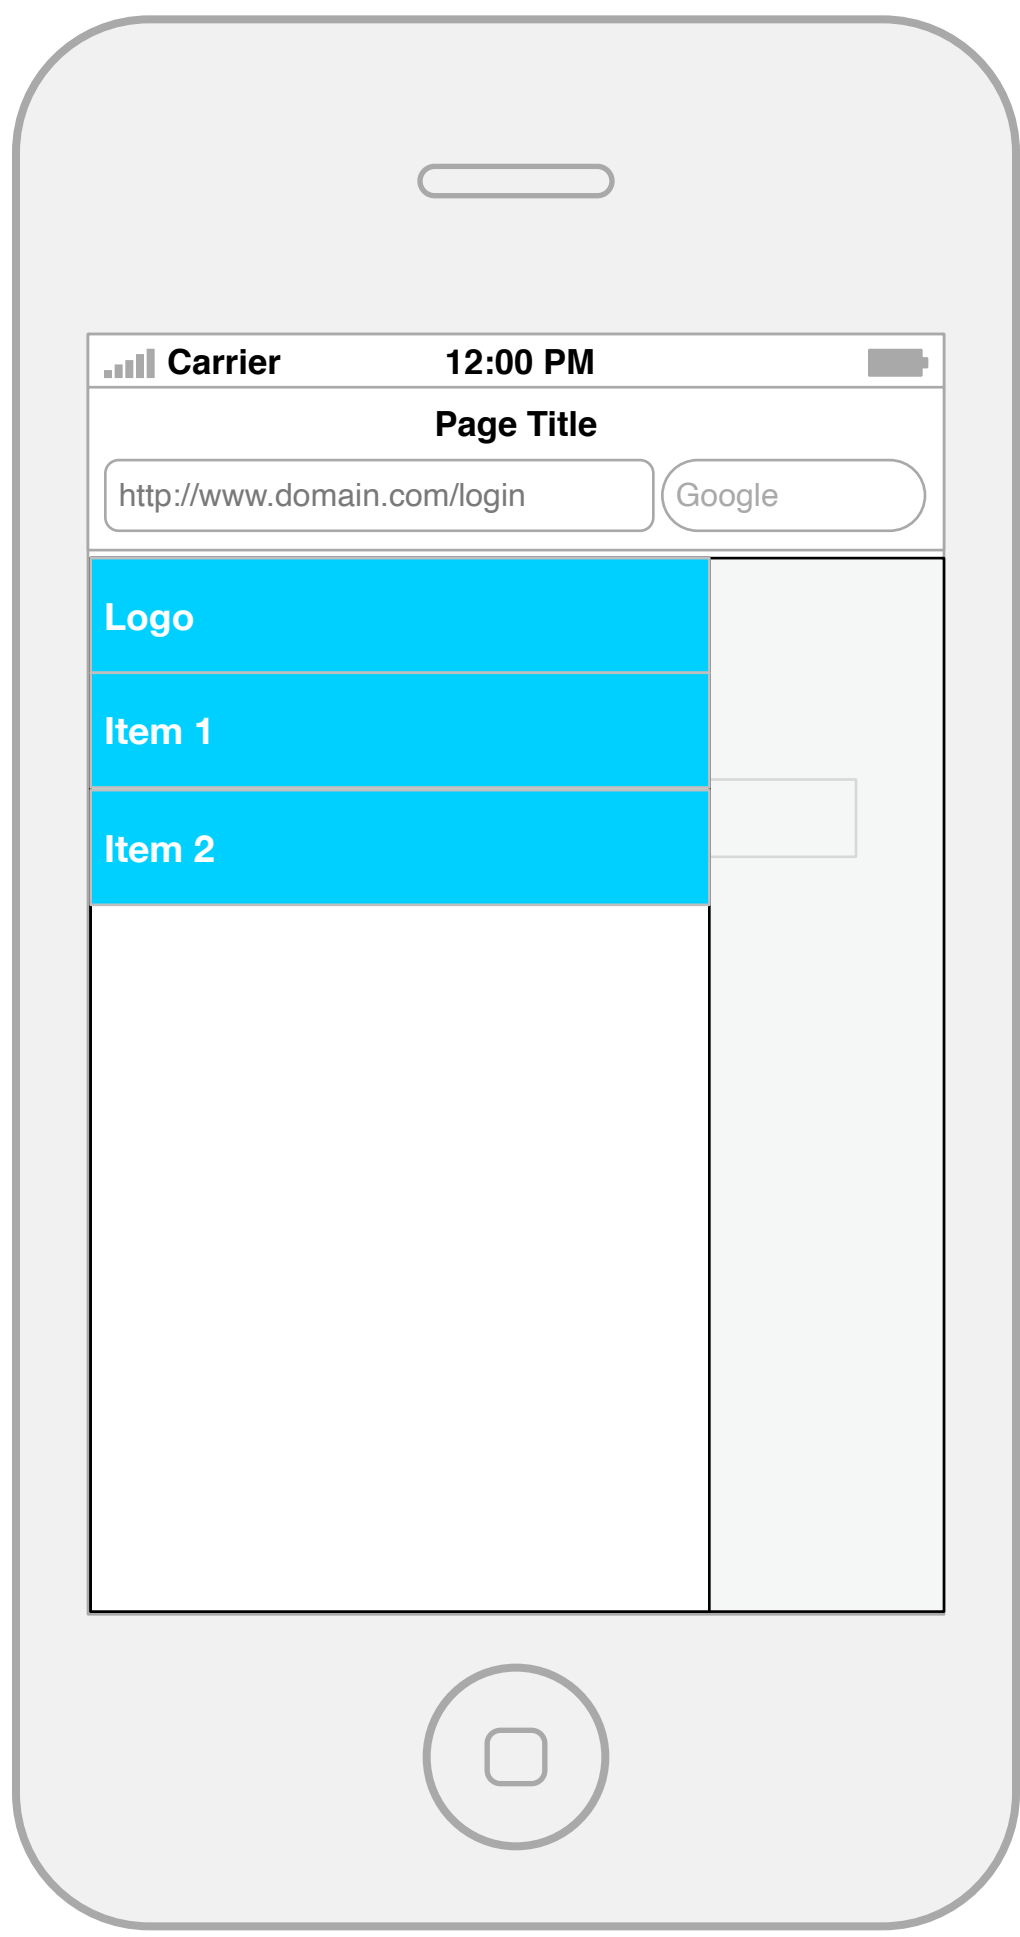 Carrier 12:00 PM
Page Title
http://www.domain.com/login Google
Logo
Item 1
Item 2